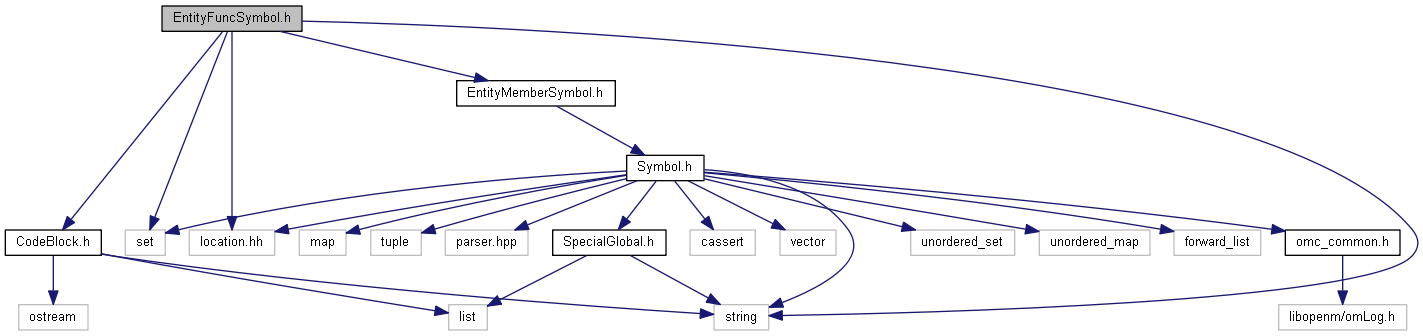 EntityFuncSymbol.h
EntityMemberSymbol.h
Symbol.h
CodeBlock.h
set
location.hh
map
tuple
parser.hpp
SpecialGlobal.h
cassert
vector
unordered_set
unordered_map
forward_list
omc_common.h
ostream
list
string
libopenm/omLog.h